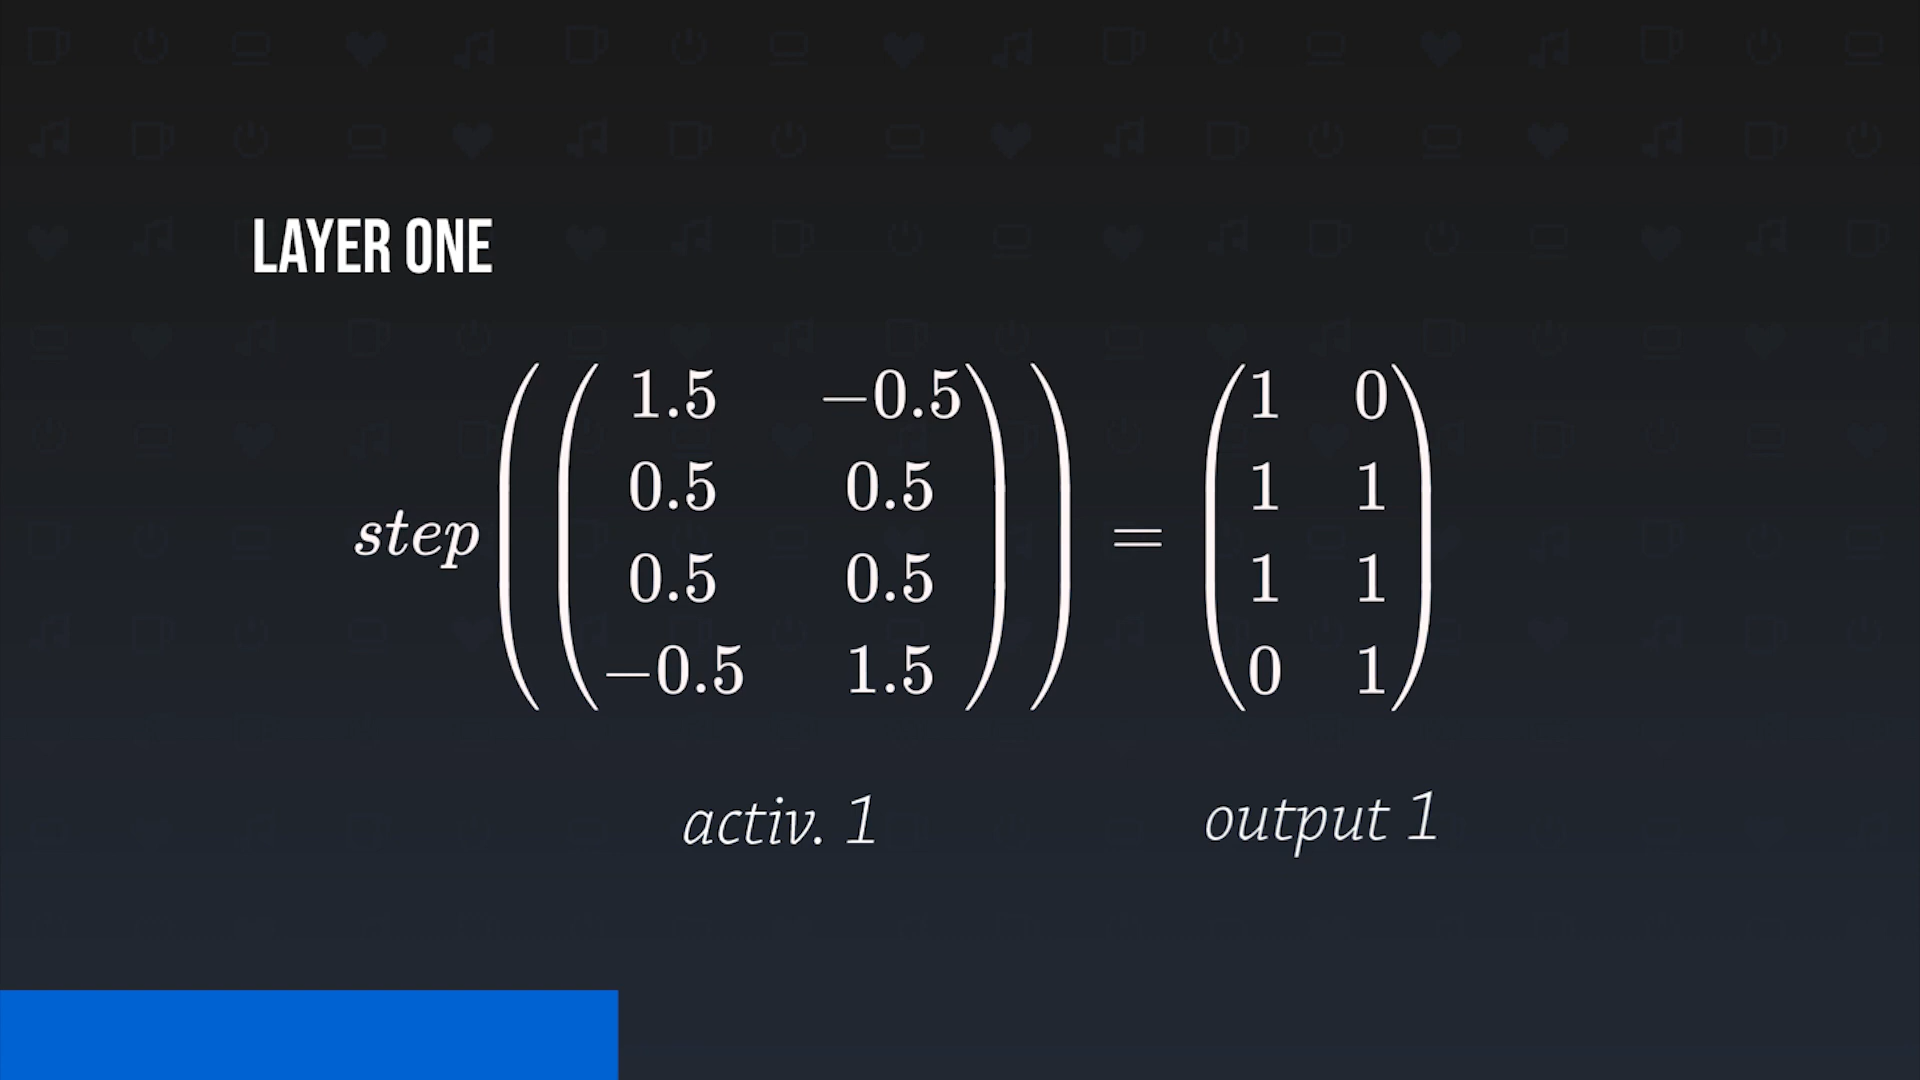 LAYER ONE
1.5 −0.5 1 0
0.5 0.5 1 1
step ( ( ) ) = ( )
0.5 0.5 1 1
−0.5 1.5 0 1
activ. 1 output 1